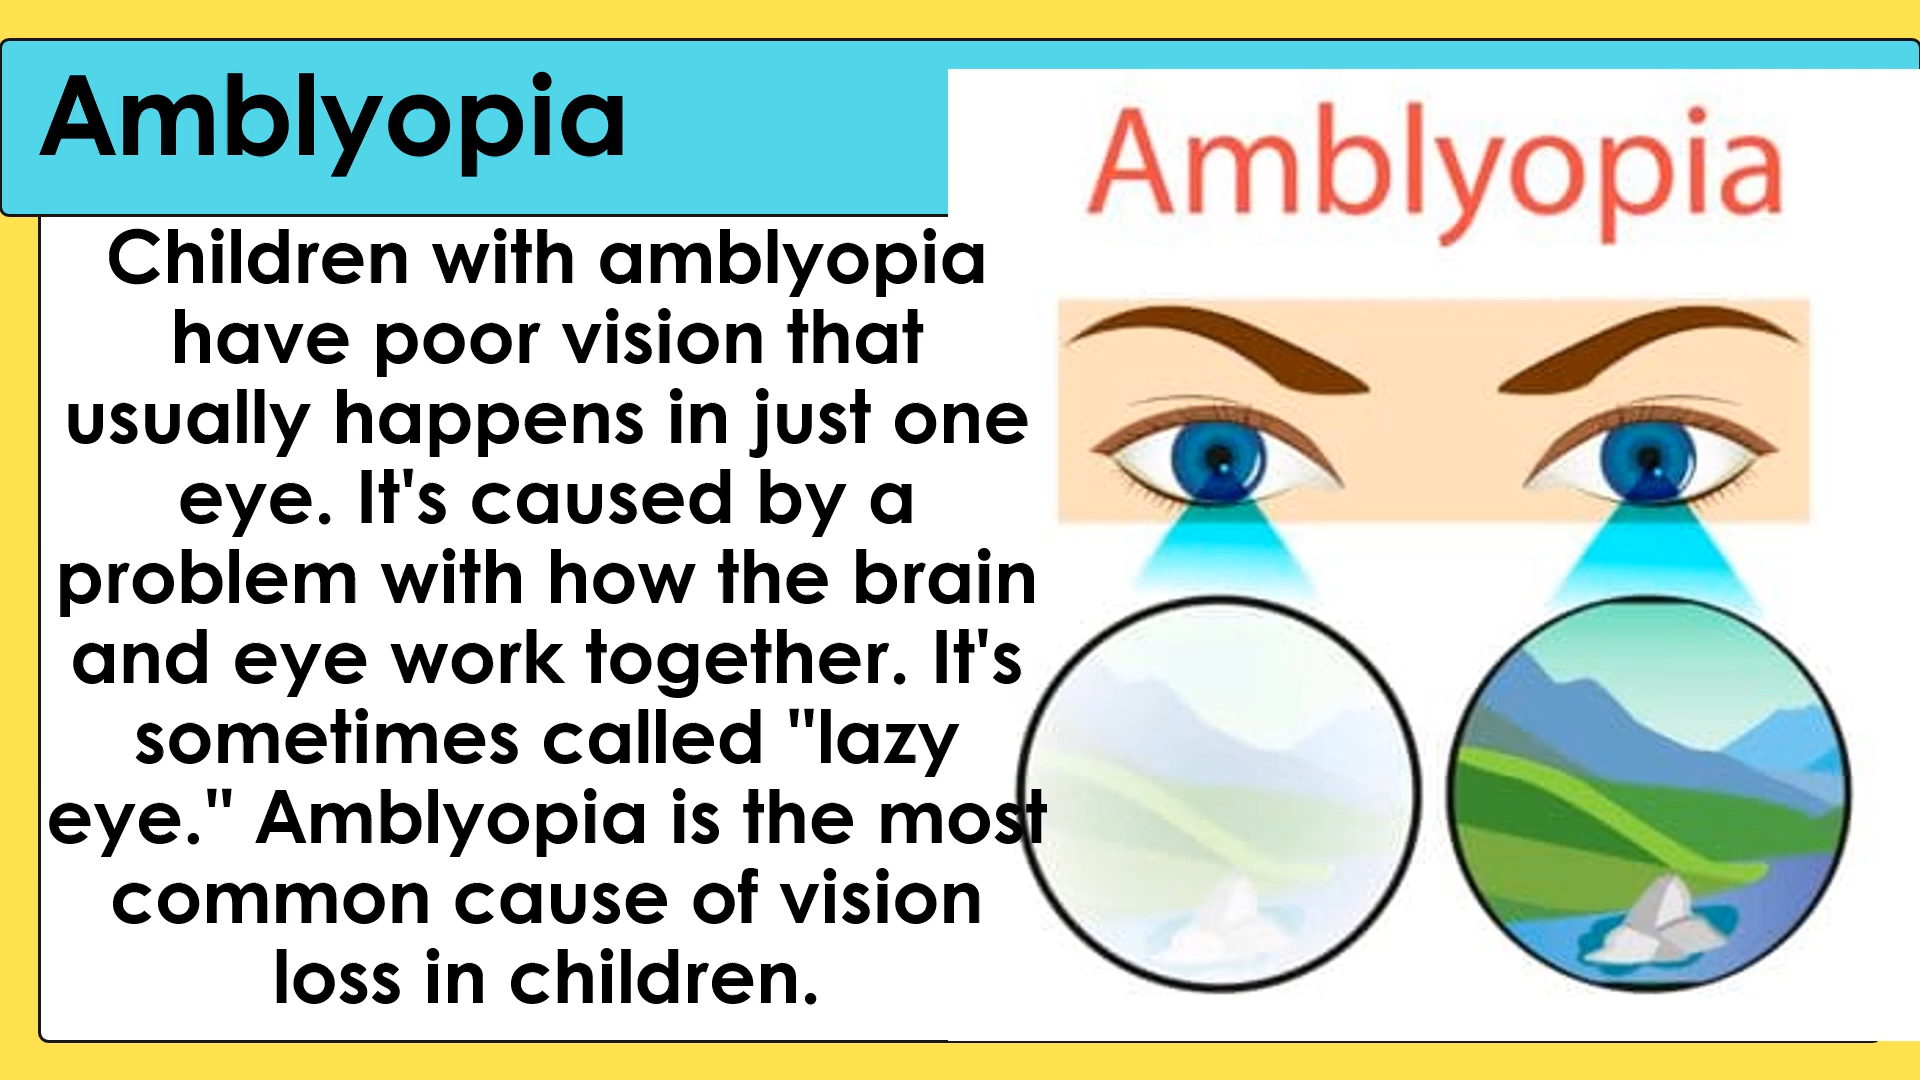 Amblyopia
Children with amblyopia
have poor vision that
usually happens in just one
eye. It's caused by a
problem with how the brain
and eye work together. It's
sometimes called "lazy
eye." Amblyopia is the most
common cause of vision
loss in children.
Amblyopia